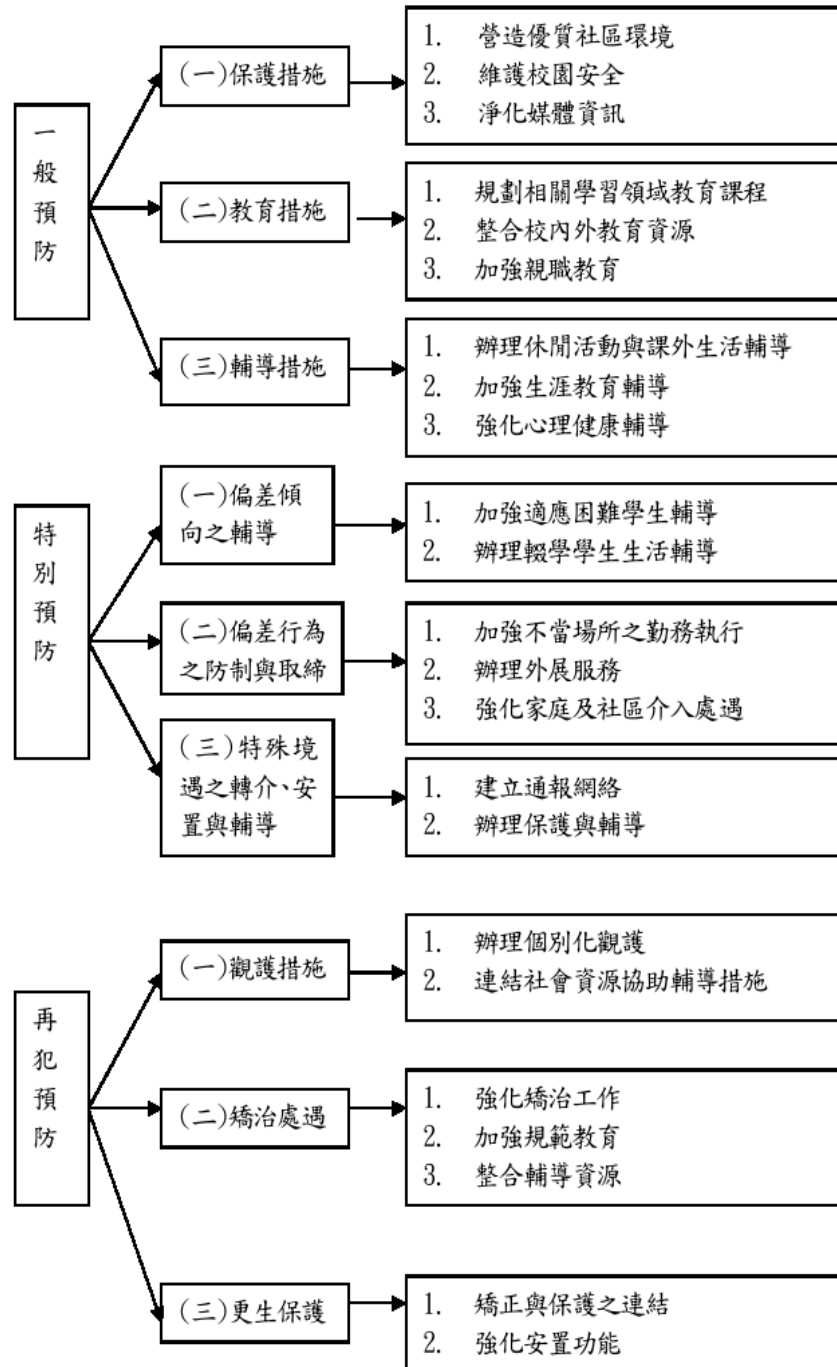 一般預防
(一)保護措施
1. 營造優質社區環境
2. 維護校園安全
3. 淨化媒體資訊
(二)教育措施
1. 規劃相關學習領域教育課程
2. 整合校內外教育資源
3. 加強親職教育
(三)輔導措施
1. 辦理休閒活動與課外生活輔導
2. 加強生涯教育輔導
3. 強化心理健康輔導
特別預防
(一)偏差傾
向之輔導
1. 加強適應困難學生輔導
2. 辦理輟學學生生活輔導
(二)偏差行為
之防制與取締
1. 加強不當場所之勤務執行
2. 辦理外展服務
3. 強化家庭及社區介入處遇
(三)特殊境
遇之轉介、安
置與輔導
1. 建立通報網絡
2. 辦理保護與輔導
再犯預防
(一)觀護措施
1. 辦理個別化觀護
2. 連結社會資源協助輔導措施
(二)矯治處遇
1. 強化矯治工作
2. 加強規範教育
3. 整合輔導資源
(三)更生保護
1. 矯正與保護之連結
2. 強化安置功能